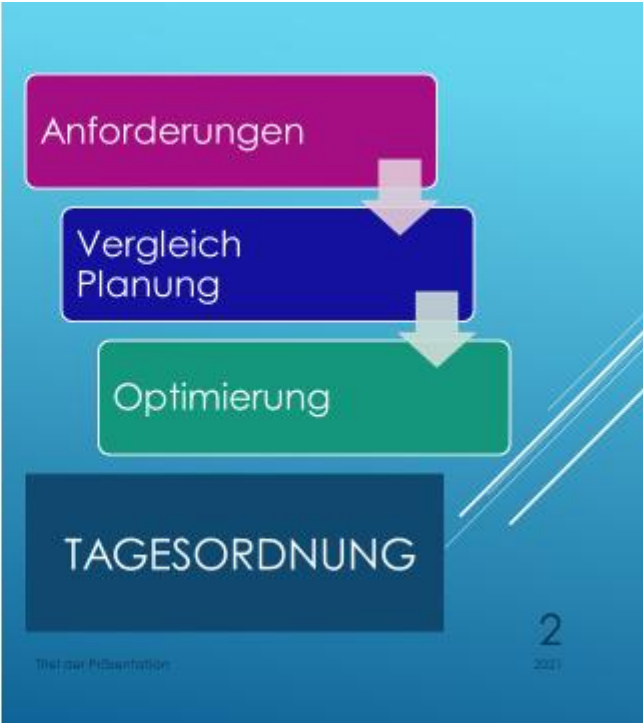 Anforderungen
Vergleich
Planung
Optimierung
TAGESORDNUNG
2
Titel der Präsentation
2021